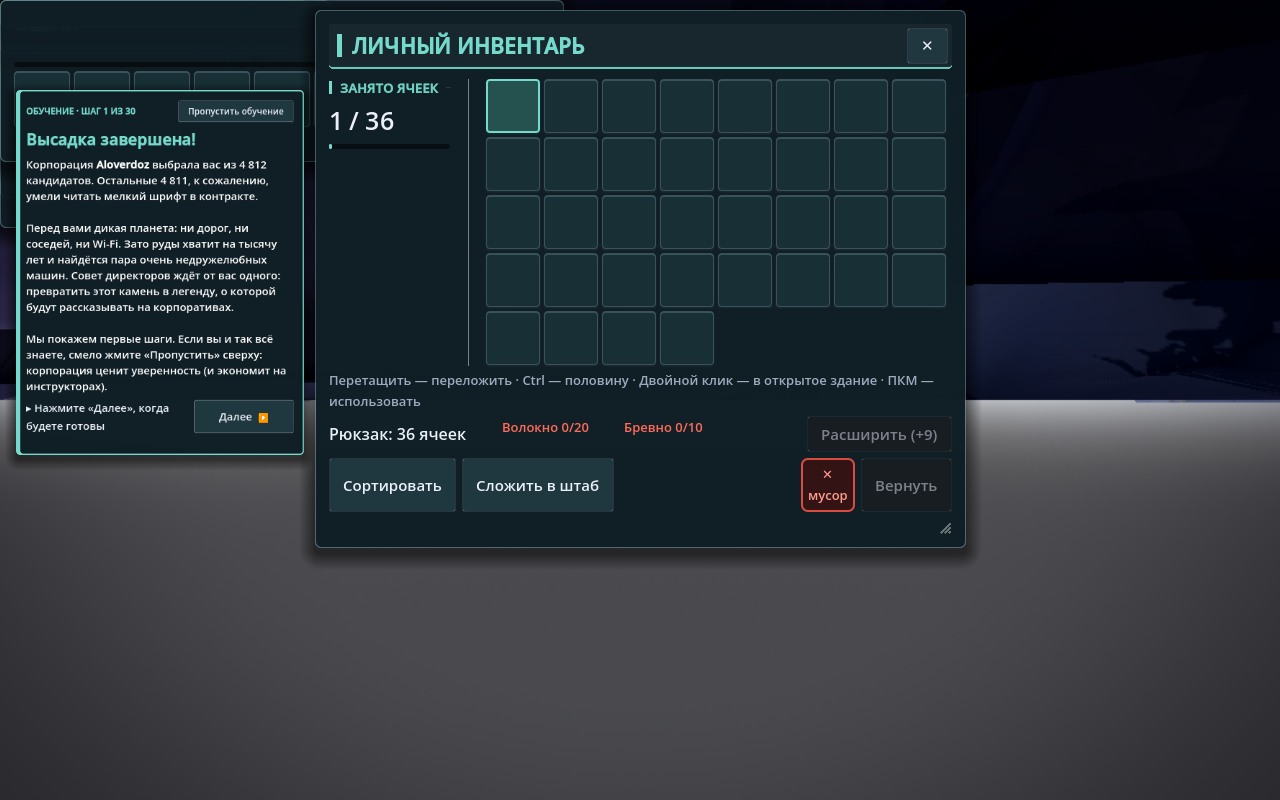 ЛИЧНЫЙ ИНВЕНТАРЬ
×
ЗАНЯТО ЯЧЕЕК
1 / 36
Перетащить — переложить · Ctrl — половину · Двойной клик — в открытое здание · ПКМ —
использовать
Рюкзак: 36 ячеек
Волокно 0/20
Бревно 0/10
Расширить (+9)
Сортировать
Сложить в штаб
×
мусор
Вернуть
ОБУЧЕНИЕ · ШАГ 1 ИЗ 30
Пропустить обучение
Высадка завершена!
Корпорация Aloverdoz выбрала вас из 4 812
кандидатов. Остальные 4 811, к сожалению,
умели читать мелкий шрифт в контракте.
Перед вами дикая планета: ни дорог, ни
соседей, ни Wi-Fi. Зато руды хватит на тысячу
лет и найдётся пара очень недружелюбных
машин. Совет директоров ждёт от вас одного:
превратить этот камень в легенду, о которой
будут рассказывать на корпоративах.
Мы покажем первые шаги. Если вы и так всё
знаете, смело жмите «Пропустить» сверху:
корпорация ценит уверенность (и экономит на
инструкторах).
▸ Нажмите «Далее», когда
будете готовы
Далее ▶